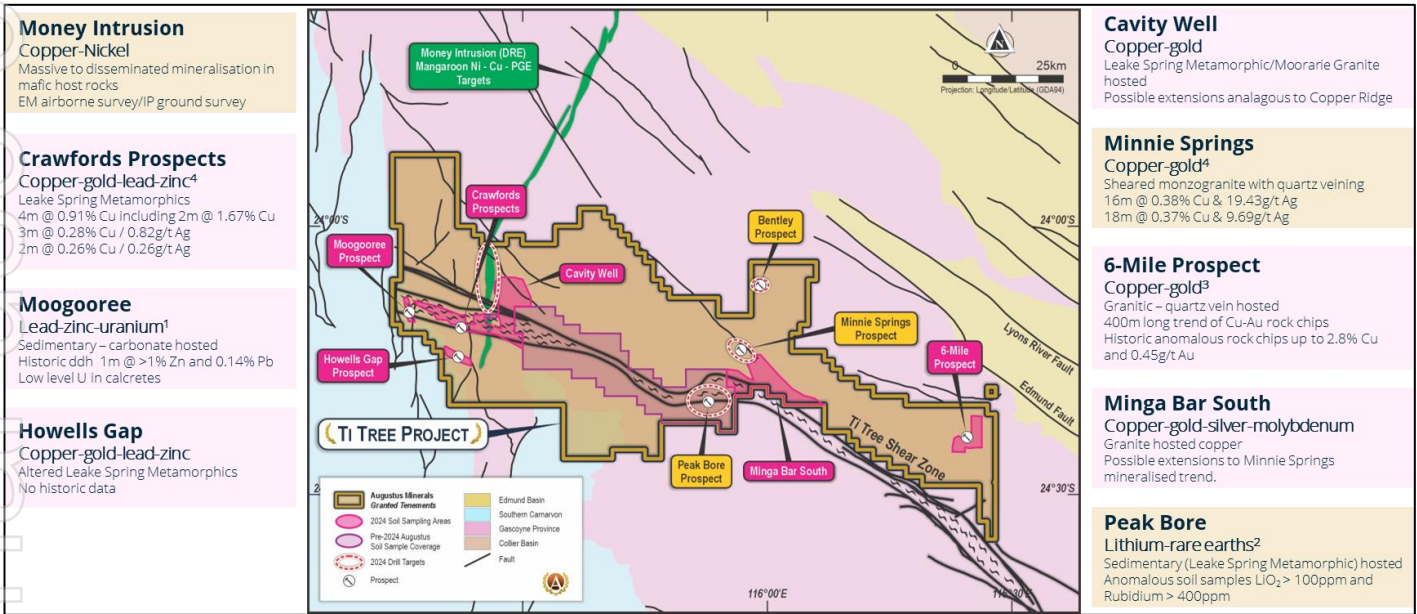 Money Intrusion
Copper-Nickel
Massive to disseminated mineralisation in
mafic host rocks
EM airborne survey/IP ground survey
Crawfords Prospects
Copper-gold-lead-zinc⁴
Leake Spring Metamorphics
4m @ 0.91% Cu including 2m @ 1.67% Cu
3m @ 0.28% Cu / 0.82g/t Ag
2m @ 0.26% Cu / 0.26g/t Ag
Moogooree
Lead-zinc-uranium¹
Sedimentary – carbonate hosted
Historic ddh 1m @ >1% Zn and 0.14% Pb
Low level U in calcretes
Howells Gap
Copper-gold-lead-zinc
Altered Leake Spring Metamorphics
No historic data
Money Intrusion (DRE)
Mangaroon Ni - Cu - PGE
Targets
N
0 25km
Projection: Longitude/Latitude (GDA94)
24°00'S
24°00'S
Crawfords
Prospects
Moogooree
Prospect
Cavity Well
Bentley
Prospect
Minnie Springs
Prospect
Howells Gap
Prospect
6-Mile
Prospect
Lyons River Fault
Edmund Fault
TI TREE PROJECT
Ti Tree Shear Zone
Peak Bore
Prospect
Minga Bar South
24°30'S
116°00'E
116°30'E
Augustus Minerals
Granted Tenements
2024 Soil Sampling Areas
Pre-2024 Augustus
Soil Sample Coverage
2024 Drill Targets
Prospect
Edmund Basin
Southern Carnarvon
Gascoyne Province
Collier Basin
Fault
A
Cavity Well
Copper-gold
Leake Spring Metamorphic/Moorarie Granite
hosted
Possible extensions analagous to Copper Ridge
Minnie Springs
Copper-gold⁴
Sheared monzogranite with quartz veining
16m @ 0.38% Cu & 19.43g/t Ag
18m @ 0.37% Cu & 9.69g/t Ag
6-Mile Prospect
Copper-gold³
Granitic – quartz vein hosted
400m long trend of Cu-Au rock chips
Historic anomalous rock chips up to 2.8% Cu
and 0.45g/t Au
Minga Bar South
Copper-gold-silver-molybdenum
Granite hosted copper
Possible extensions to Minnie Springs
mineralised trend.
Peak Bore
Lithium-rare earths²
Sedimentary (Leake Spring Metamorphic) hosted
Anomalous soil samples LiO₂ > 100ppm and
Rubidium > 400ppm